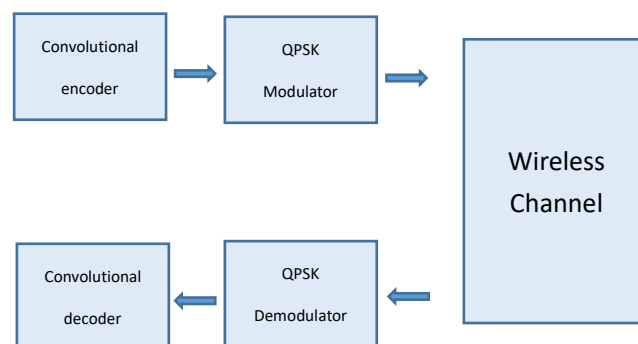 Convolutional
encoder
QPSK
Modulator
Wireless
Channel
Convolutional
decoder
QPSK
Demodulator